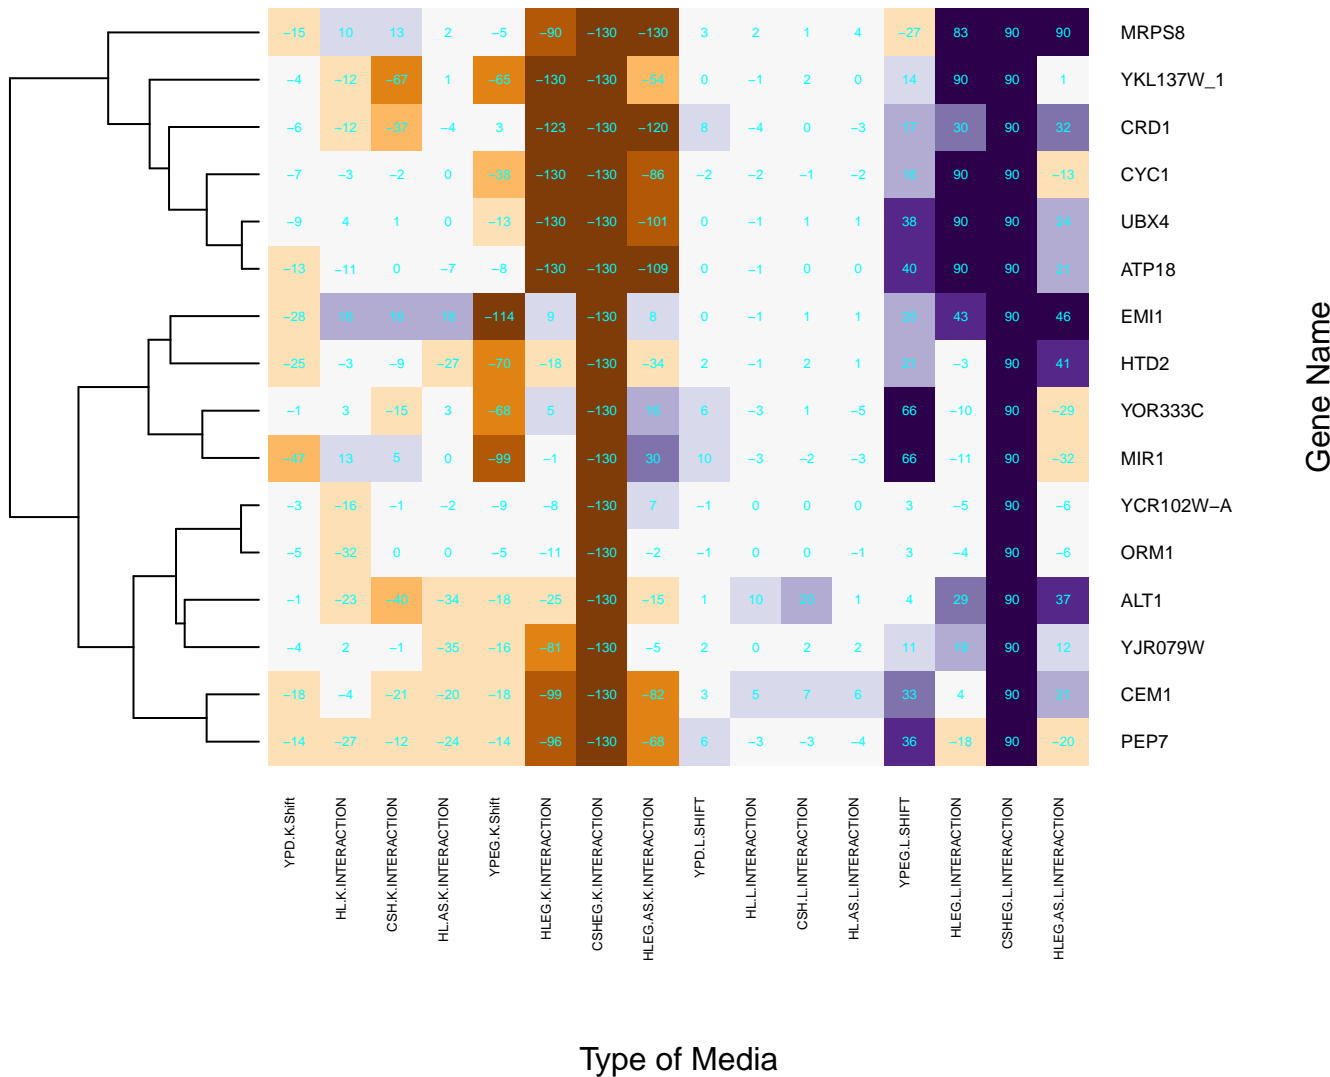 −15 10 13 2 −5 −90 −130 −130 3 2 1 4 −27 83 90 90 MRPS8
−4 −12 −67 1 −65 −130 −130 −54 0 −1 2 0 14 90 90 1 YKL137W_1
−6 −12 −37 −4 3 −123 −130 −120 8 −4 0 −3 17 30 90 32 CRD1
−7 −3 −2 0 −38 −130 −130 −86 −2 −2 −1 −2 90 90 −13 CYC1
−9 4 1 0 −13 −130 −130 −101 0 −1 1 1 38 90 90 UBX4
−13 −11 0 −7 −8 −130 −130 −109 0 −1 0 0 40 90 90 21 ATP18
−28 −114 9 −130 8 0 −1 1 1 20 43 90 46 EMI1
−25 −3 −9 −27 −70 −18 −130 −34 2 −1 2 1 −3 90 41 HTD2
−1 3 −15 3 −68 5 −130 6 −3 1 −5 66 −10 90 −29 YOR333C
−47 13 5 0 −99 −1 −130 30 10 −3 −2 −3 66 −11 90 −32 MIR1
−3 −16 −1 −2 −9 −8 −130 7 −1 0 0 0 3 −5 90 −6 YCR102W−A
−5 −32 0 0 −5 −11 −130 −2 −1 0 0 −1 3 −4 90 −6 ORM1
−1 −23 −40 −34 −18 −25 −130 −15 1 10 1 4 29 90 37 ALT1
−4 2 −1 −35 −16 −81 −130 −5 2 0 2 2 11 90 12 YJR079W
−18 −4 −21 −20 −18 −99 −130 −82 3 5 7 6 33 4 90 21 CEM1
−14 −27 −12 −24 −14 −96 −130 −68 6 −3 −3 −4 36 −18 90 −20 PEP7
Gene Name
YPD.K.Shift
HL.K.INTERACTION
CSH.K.INTERACTION
HL.AS.K.INTERACTION
YPEG.K.Shift
HLEG.K.INTERACTION
CSHEG.K.INTERACTION
HLEG.AS.K.INTERACTION
YPD.L.SHIFT
HL.L.INTERACTION
CSH.L.INTERACTION
HL.AS.L.INTERACTION
YPEG.L.SHIFT
HLEG.L.INTERACTION
CSHEG.L.INTERACTION
HLEG.AS.L.INTERACTION
Type of Media